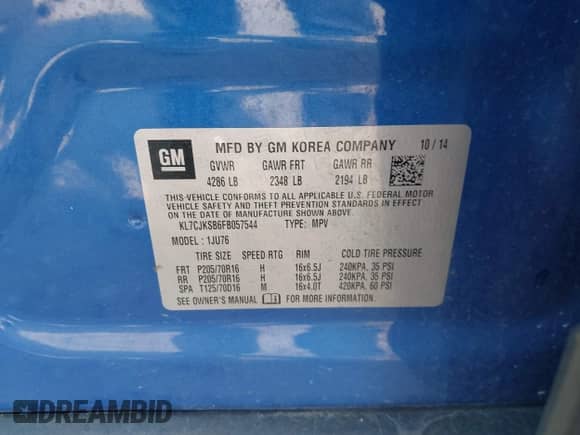 GM
MFD BY GM KOREA COMPANY 10/14
GVWR GAWR FRT GAWR RR
4286 LB 2348 LB 2194 LB
THIS VEHICLE CONFORMS TO ALL APPLICABLE U.S. FEDERAL MOTOR
VEHICLE SAFETY AND THEFT PREVENTION STANDARDS IN EFFECT ON
THE DATE OF MANUFACTURE SHOWN ABOVE.
KL7CJKSB6FB057544 TYPE: MPV
MODEL: 1JU76
TIRE SIZE SPEED RTG RIM COLD TIRE PRESSURE
FRT P205/70R16 H 16x6.5J 240KPA, 35 PSI
RR P205/70R16 H 16x6.5J 240KPA, 35 PSI
SPA T125/70D16 M 16x4.0T 420KPA, 60 PSI
SEE OWNER'S MANUAL FOR MORE INFORMATION.
DREAMBID